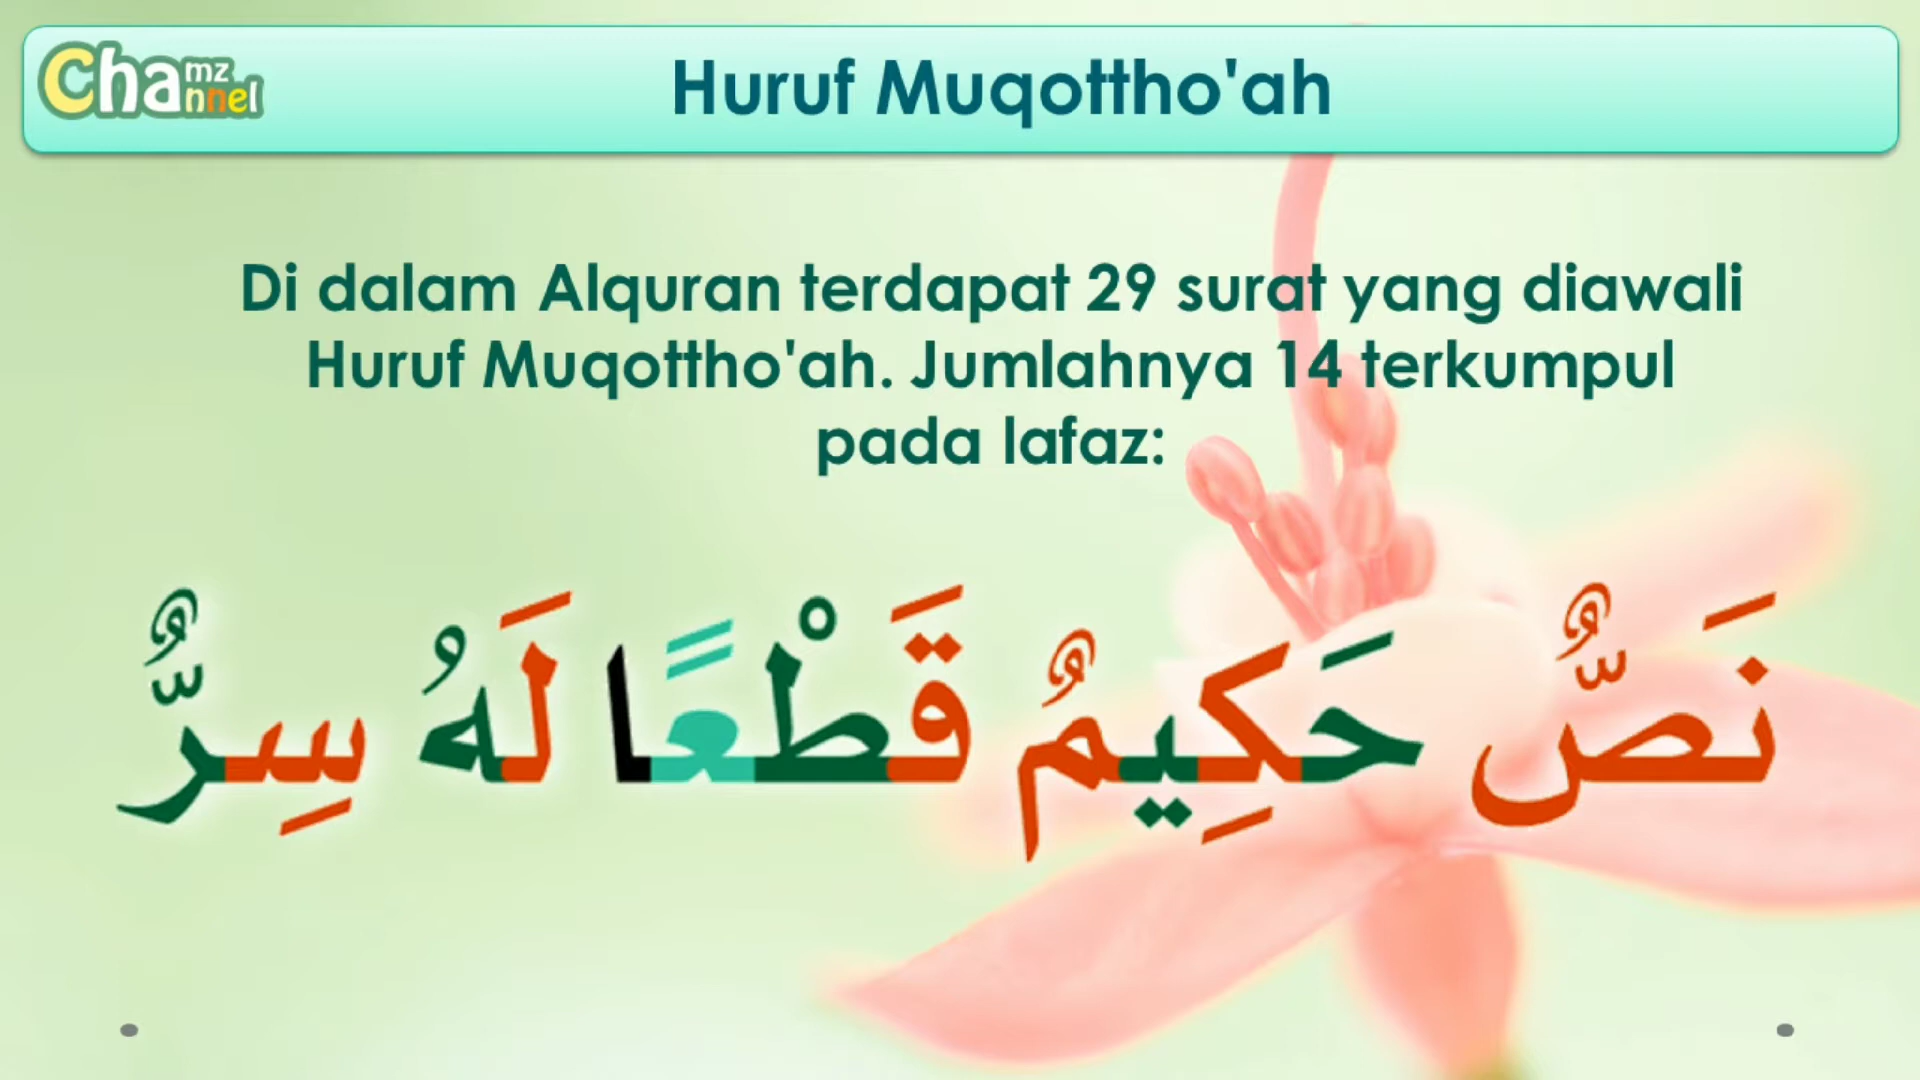 Chamz Channel
Huruf Muqottho'ah
Di dalam Alquran terdapat 29 surat yang diawali
Huruf Muqottho'ah. Jumlahnya 14 terkumpul
pada lafaz:
نَصٌّ حَكِيمٌ قَطْعًا لَهُ سِرٌّ